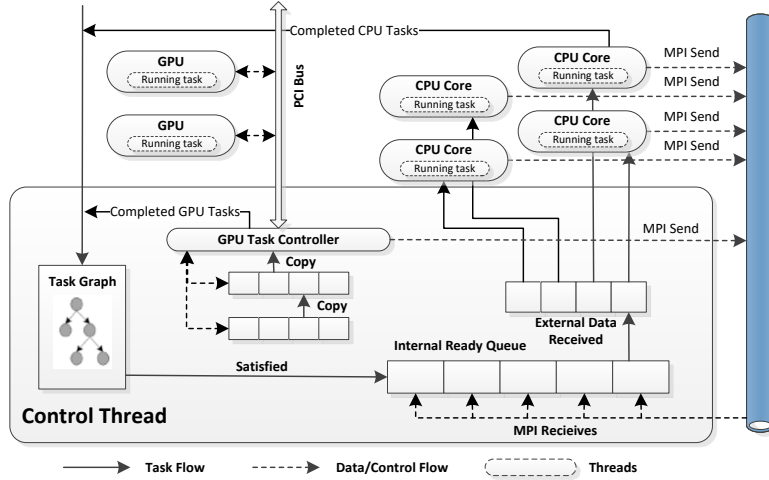 Completed CPU Tasks
GPU
Running task
GPU
Running task
PCI Bus
CPU Core
Running task
CPU Core
Running task
CPU Core
Running task
CPU Core
Running task
MPI Send
MPI Send
MPI Send
MPI Send
Completed GPU Tasks
GPU Task Controller
MPI Send
Copy
Copy
Task Graph
External Data
Received
Internal Ready Queue
Satisfied
MPI Recieives
Control Thread
Task Flow
Data/Control Flow
Threads